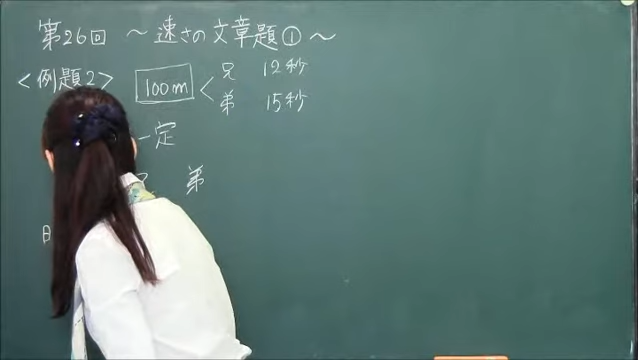 第26回 ～速さの文章題①～
<例題2> 100m < 兄 12秒
弟 15秒
一定
弟